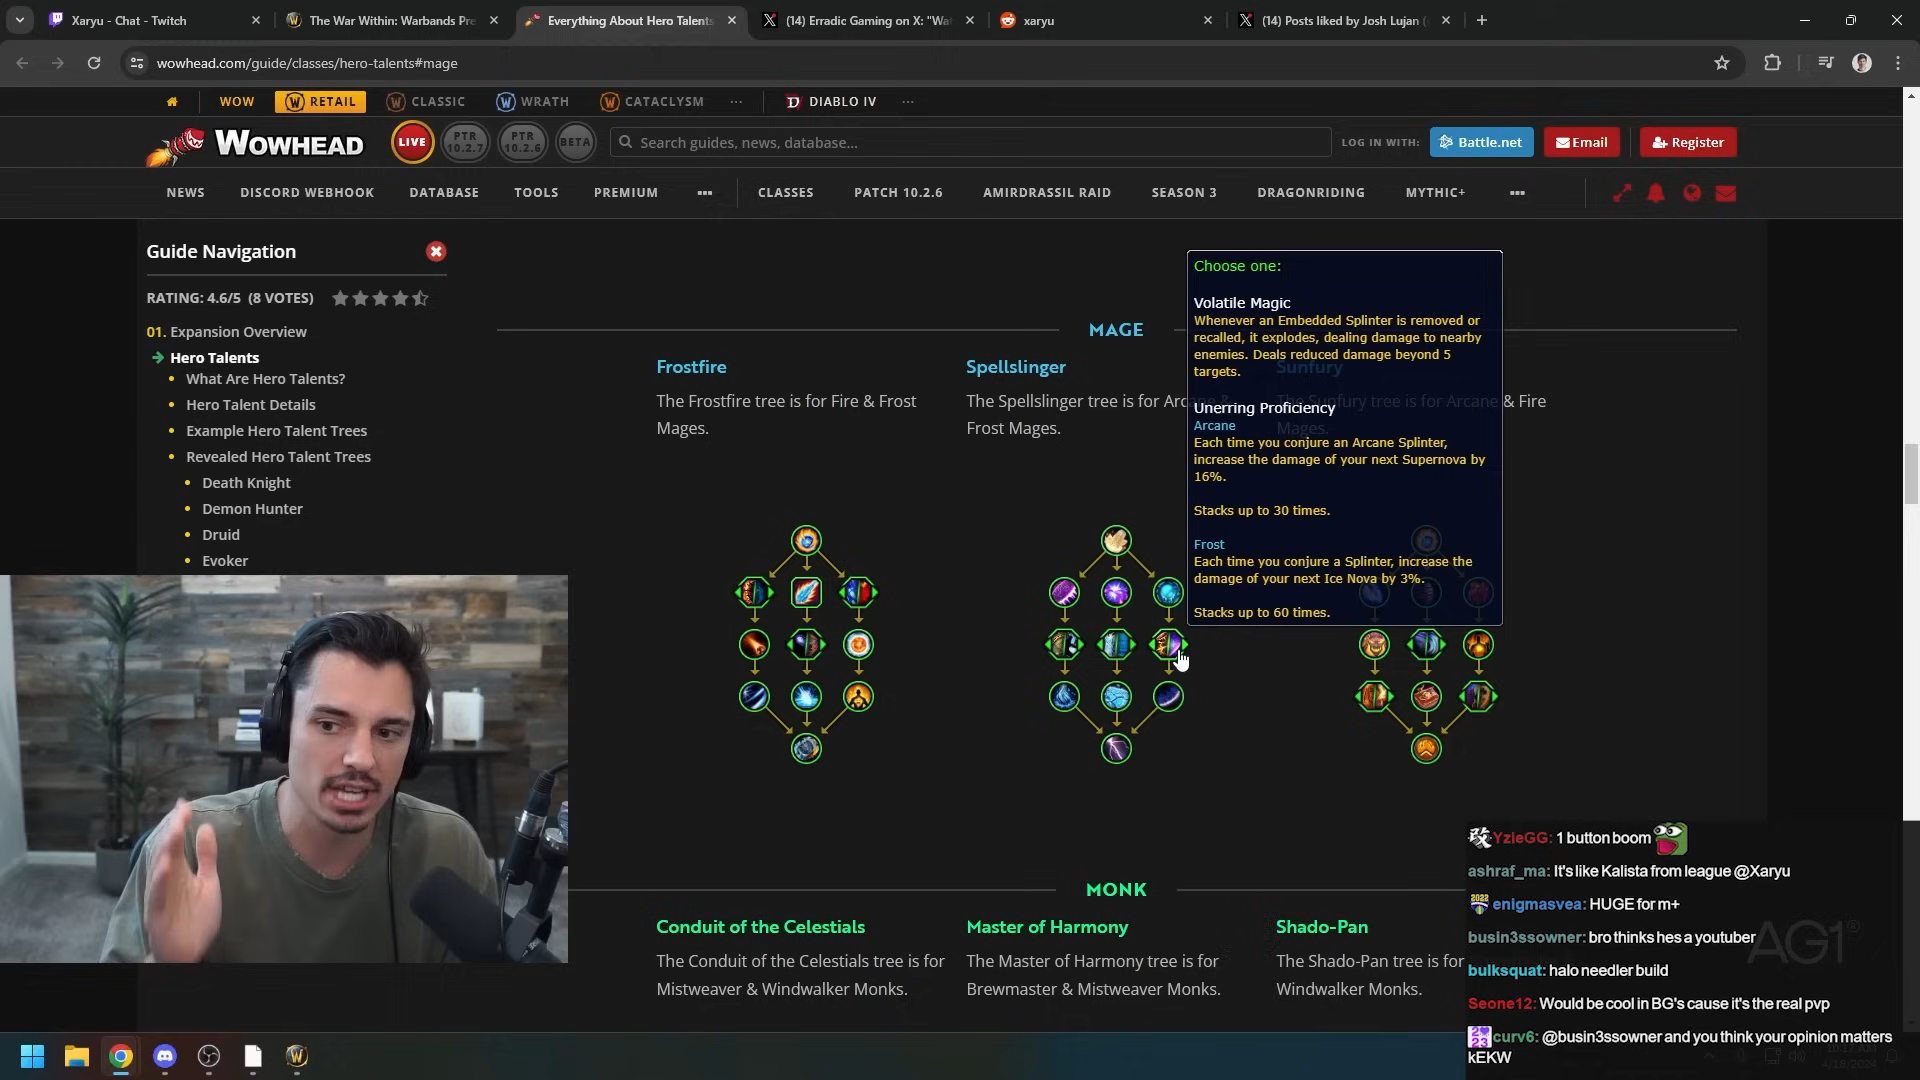 Xaryu - Chat - Twitch
The War Within: Warbands Pre
Everything About Hero Talents
(14) Erradic Gaming on X: "Wa
xaryu
(14) Posts liked by Josh Lujan (
wowhead.com/guide/classes/hero-talents#mage
WOW
RETAIL
CLASSIC
WRATH
CATACLYSM
DIABLO IV
WOWHEAD
LIVE
PTR 10.2.7
PTR 10.2.6
BETA
Search guides, news, database...
LOG IN WITH:
Battle.net
Email
Register
NEWS
DISCORD WEBHOOK
DATABASE
TOOLS
PREMIUM
CLASSES
PATCH 10.2.6
AMIRDRASSIL RAID
SEASON 3
DRAGONRIDING
MYTHIC+
Guide Navigation
RATING: 4.6/5 (8 VOTES)
01. Expansion Overview
Hero Talents
What Are Hero Talents?
Hero Talent Details
Example Hero Talent Trees
Revealed Hero Talent Trees
Death Knight
Demon Hunter
Druid
Evoker
MAGE
Frostfire
The Frostfire tree is for Fire & Frost
Mages.
Spellslinger
The Spellslinger tree is for Arcane &
Frost Mages.
Sunfury
The Sunfury tree is for Arcane & Fire
Mages.
Choose one:
Volatile Magic
Whenever an Embedded Splinter is removed or
recalled, it explodes, dealing damage to nearby
enemies. Deals reduced damage beyond 5
targets.
Unerring Proficiency
Arcane
Each time you conjure an Arcane Splinter,
increase the damage of your next Supernova by
16%.
Stacks up to 30 times.
Frost
Each time you conjure a Splinter, increase the
damage of your next Ice Nova by 3%.
Stacks up to 60 times.
MONK
Conduit of the Celestials
The Conduit of the Celestials tree is for
Mistweaver & Windwalker Monks.
Master of Harmony
The Master of Harmony tree is for
Brewmaster & Mistweaver Monks.
Shado-Pan
The Shado-Pan tree is for
Windwalker Monks.
YzieGG: 1 button boom
ashraf_ma: It's like Kalista from league @Xaryu
enigmasvea: HUGE for m+
busin3ssowner: bro thinks hes a youtuber
bulksquat: halo needler build
Seone12: Would be cool in BG's cause it's the real pvp
curv6: @busin3ssowner and you think your opinion matters
kEKW
AG1